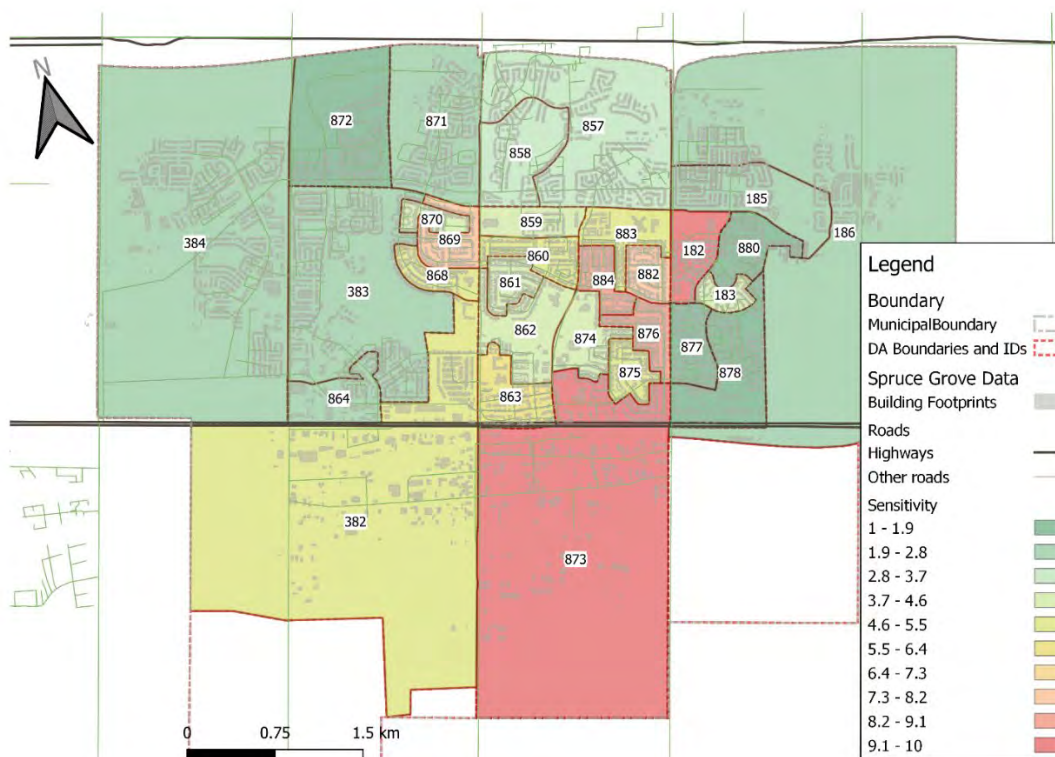 N
872
871
857
858
185
870
859
186
869
883
182
880
384
860
868
861
884
882
183
383
862
874
876
877
875
878
864
863
382
873
0 0.75 1.5 km
Legend
Boundary
MunicipalBoundary
DA Boundaries and IDs
Spruce Grove Data
Building Footprints
Roads
Highways
Other roads
Sensitivity
1 - 1.9
1.9 - 2.8
2.8 - 3.7
3.7 - 4.6
4.6 - 5.5
5.5 - 6.4
6.4 - 7.3
7.3 - 8.2
8.2 - 9.1
9.1 - 10